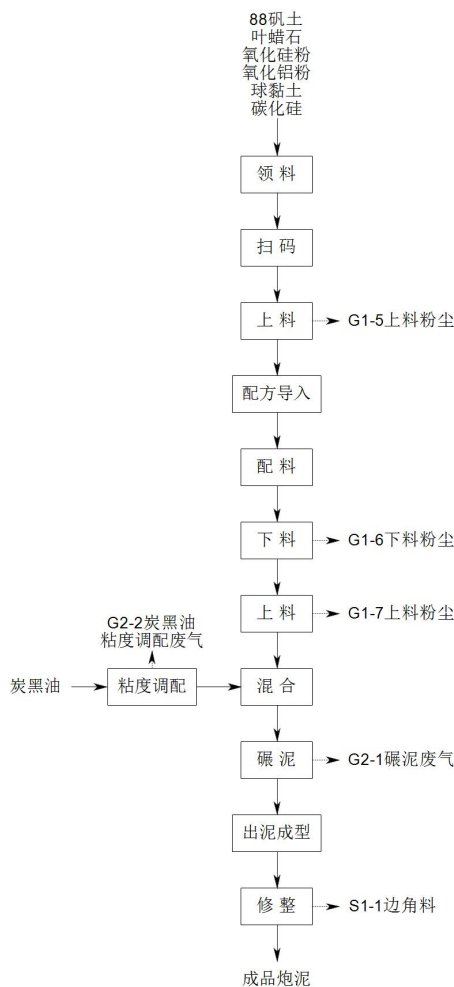 88矾土
叶蜡石
氧化硅粉
氧化铝粉
球黏土
碳化硅
领料
扫码
上料
G1-5上料粉尘
配方导入
配料
下料
G1-6下料粉尘
上料
G1-7上料粉尘
G2-2炭黑油
粘度调配废气
炭黑油
粘度调配
混合
碾泥
G2-1碾泥废气
出泥成型
修整
S1-1边角料
成品炮泥